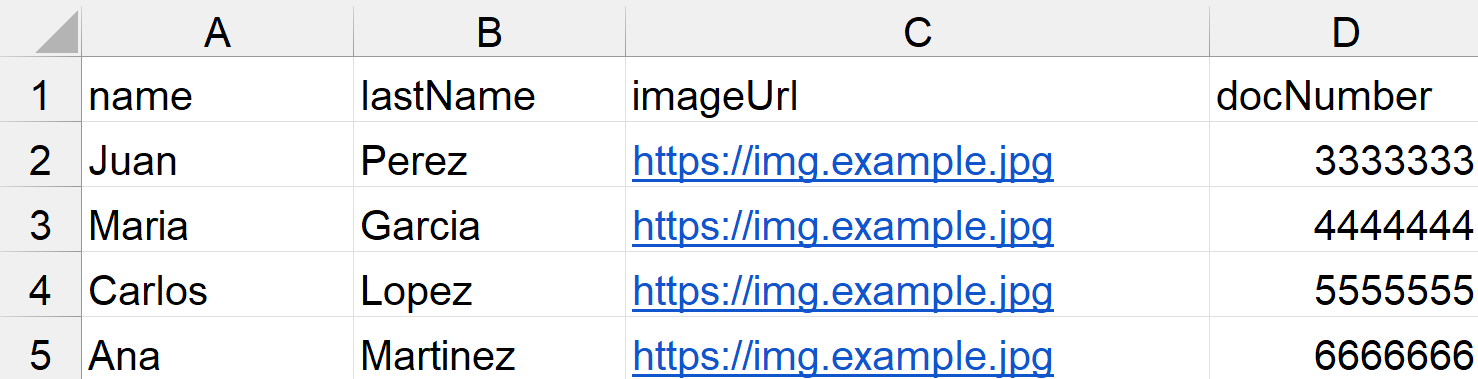 A B C D
1 name lastName imageUrl docNumber
2 Juan Perez https://img.example.jpg 3333333
3 Maria Garcia https://img.example.jpg 4444444
4 Carlos Lopez https://img.example.jpg 5555555
5 Ana Martinez https://img.example.jpg 6666666